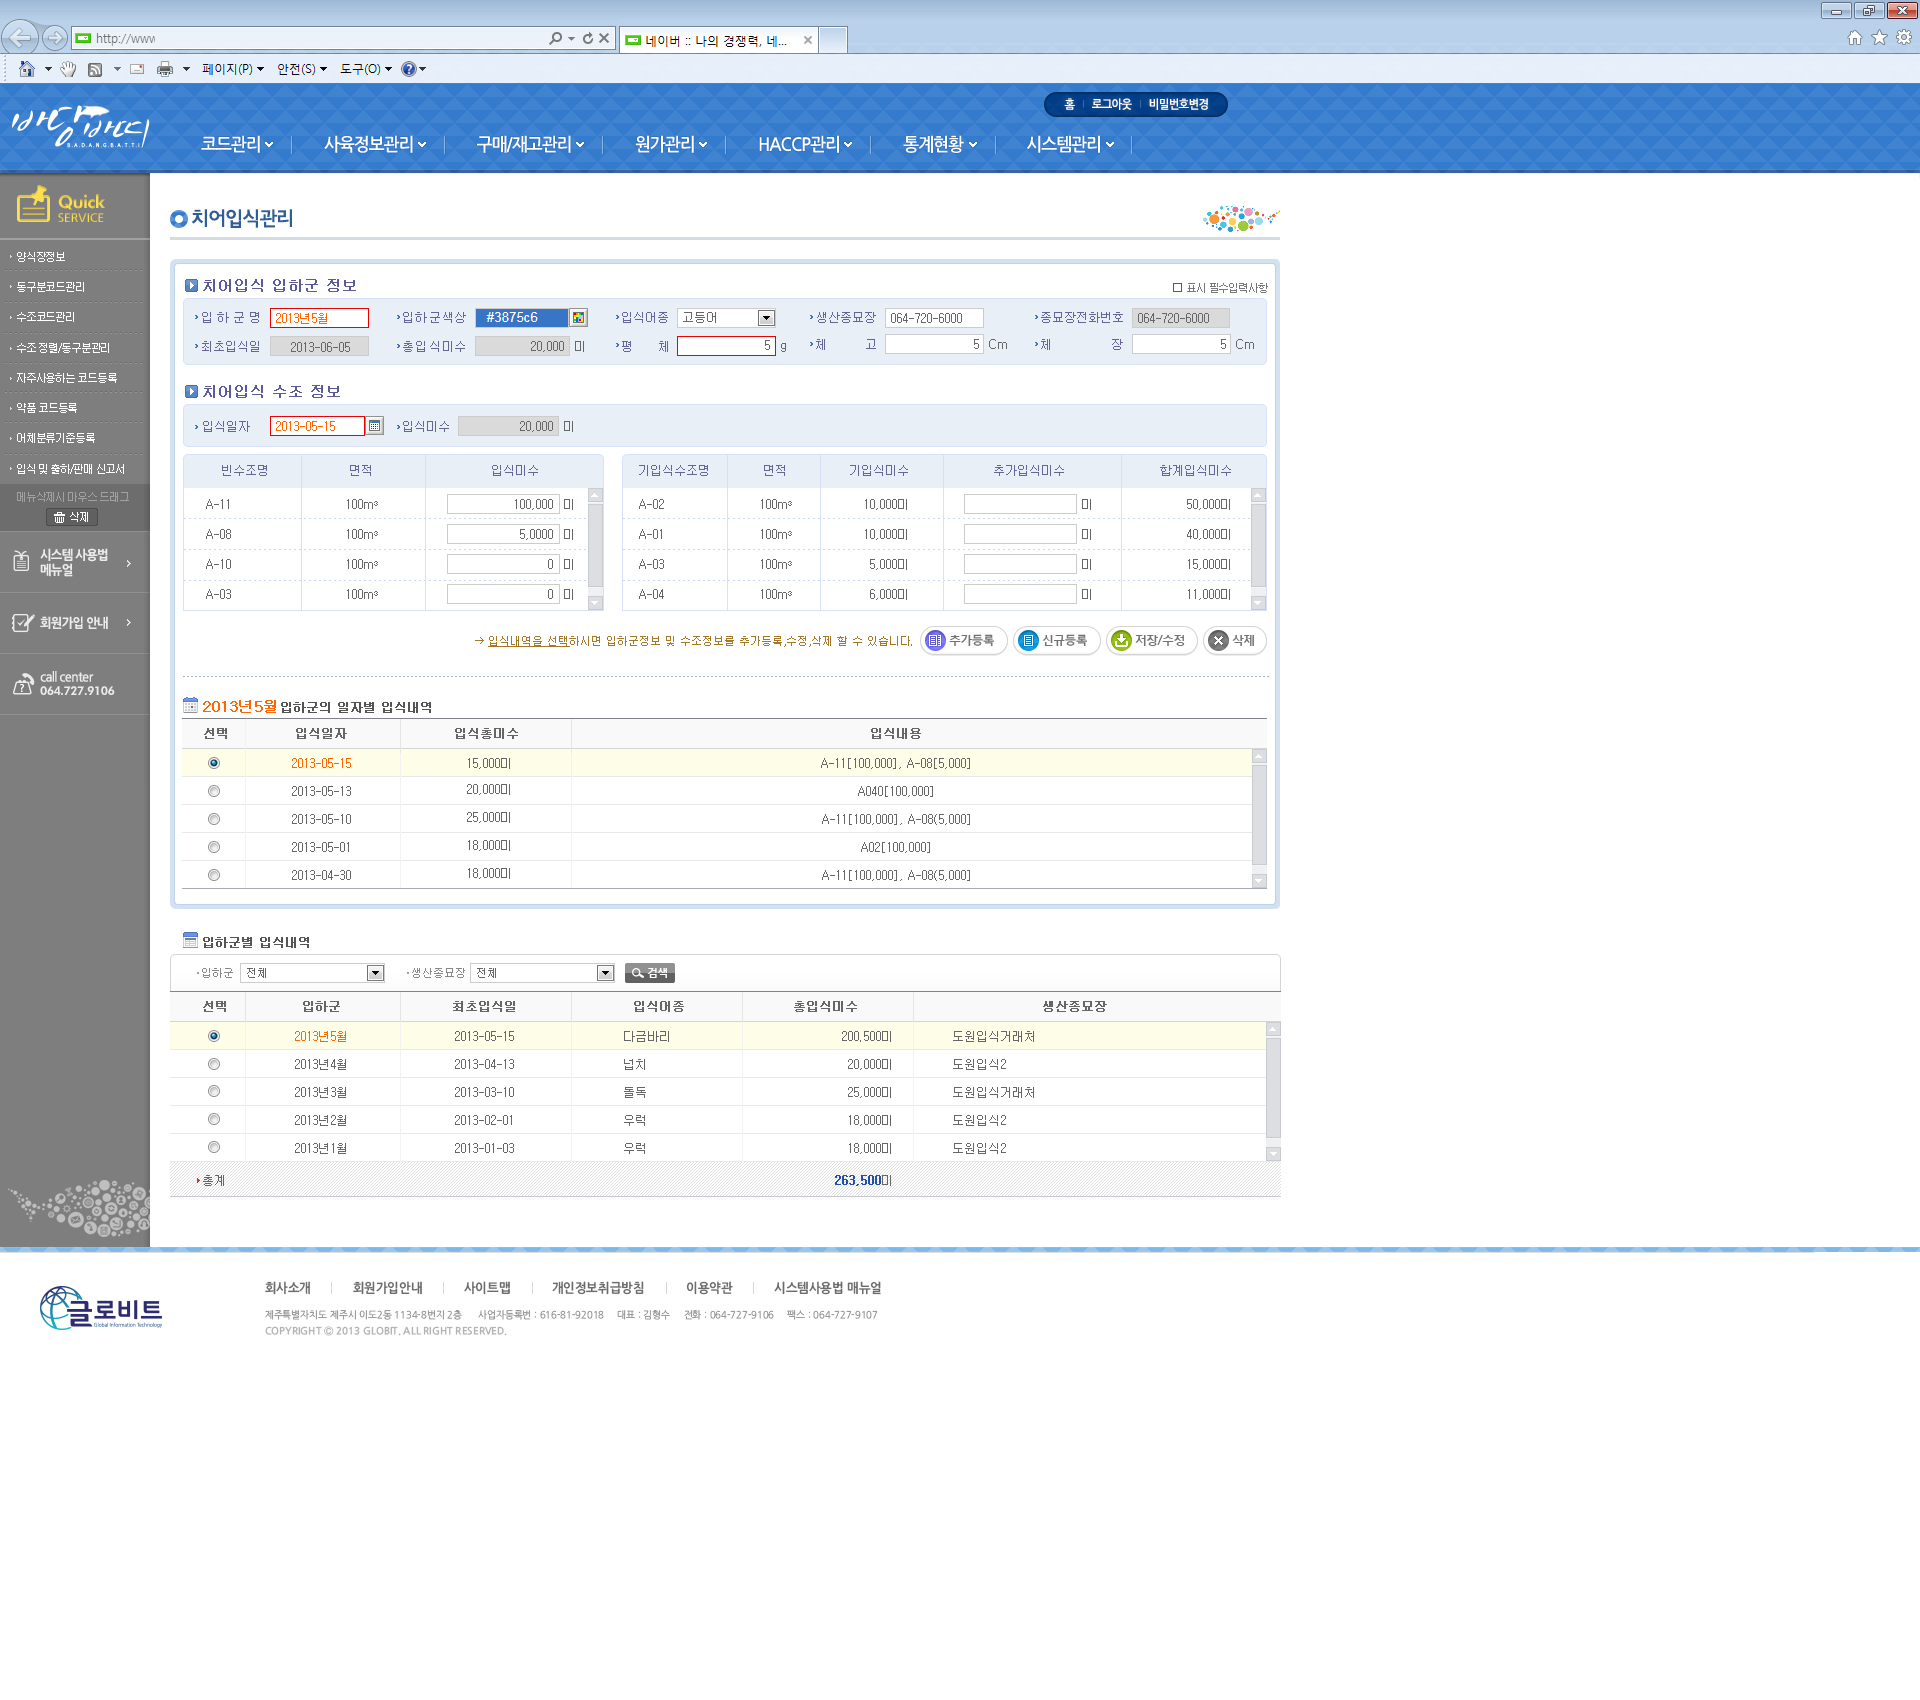 http://www
네이버 :: 나의 경쟁력, 네...
페이지(P) 안전(S) 도구(O)
홈 로그아웃 비밀번호변경
바당바띠
B.A.D.A.N.G.B.A.T.T.I
코드관리 사육정보관리 구매/재고관리 원가관리 HACCP관리 통계현황 시스템관리
Quick
SERVICE
양식장정보
동구분코드관리
수조코드관리
수조 정렬/동구분관리
자주사용하는 코드등록
약품 코드등록
어체분류기준등록
입식 및 출하/판매 신고서
메뉴삭제시 마우스 드래그
삭제
시스템 사용법
메뉴얼
회원가입 안내
call center
064.727.9106
치어입식관리
치어입식 입하군 정보
표시 필수입력사항
입 하 군 명 2013년5월 입하군색상 #3875c6 입식어종 고등어 생산종묘장 064-720-6000 종묘장전화번호 064-720-6000
최초입식일 2013-06-05 총입식미수 20,000 미 평 체 5 g 체 고 5 Cm 체 장 5 Cm
치어입식 수조 정보
입식일자 2013-05-15 입식미수 20,000 미
빈수조명 면적 입식미수
A-11 100m³ 100,000 미
A-08 100m³ 5,0000 미
A-10 100m³ 0 미
A-03 100m³ 0 미
기입식수조명 면적 기입식미수 추가입식미수 합계입식미수
A-02 100m³ 10,000미 미 50,000미
A-01 100m³ 10,000미 미 40,000미
A-03 100m³ 5,000미 미 15,000미
A-04 100m³ 6,000미 미 11,000미
→ 입식내역을 선택하시면 입하군정보 및 수조정보를 추가등록,수정,삭제 할 수 있습니다.
추가등록 신규등록 저장/수정 삭제
2013년5월 입하군의 일자별 입식내역
선택 입식일자 입식총미수 입식내용
2013-05-15 15,000미 A-11[100,000], A-08[5,000]
2013-05-13 20,000미 A040[100,000]
2013-05-10 25,000미 A-11[100,000], A-08(5,000]
2013-05-01 18,000미 A02[100,000]
2013-04-30 18,000미 A-11[100,000], A-08(5,000]
입하군별 입식내역
입하군 전체 생산종묘장 전체 검색
선택 입하군 최초입식일 입식어종 총입식미수 생산종묘장
2013년5월 2013-05-15 다금바리 200,500미 도원입식거래처
2013년4월 2013-04-13 넙치 20,000미 도원입식2
2013년3월 2013-03-10 돌독 25,000미 도원입식거래처
2013년2월 2013-02-01 우럭 18,000미 도원입식2
2013년1월 2013-01-03 우럭 18,000미 도원입식2
총계 263,500미
글로비트
Global Information Technology
회사소개 회원가입안내 사이트맵 개인정보취급방침 이용약관 시스템사용법 매뉴얼
제주특별자치도 제주시 이도2동 1134-8번지 2층 사업자등록번 : 616-81-92018 대표 : 김형수 전화 : 064-727-9106 팩스 : 064-727-9107
COPYRIGHT © 2013 GLOBIT. ALL RIGHT RESERVED.